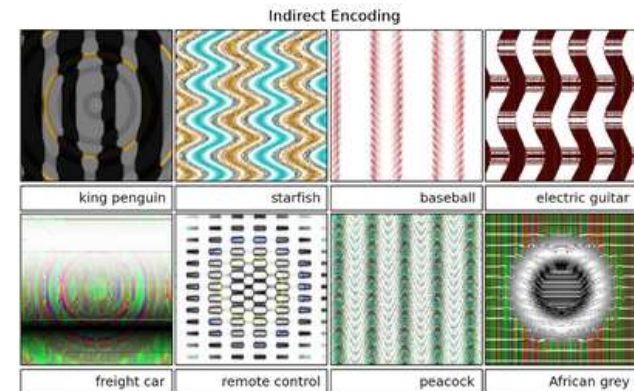 Indirect Encoding
king penguin
starfish
baseball
electric guitar
freight car
remote control
peacock
African grey